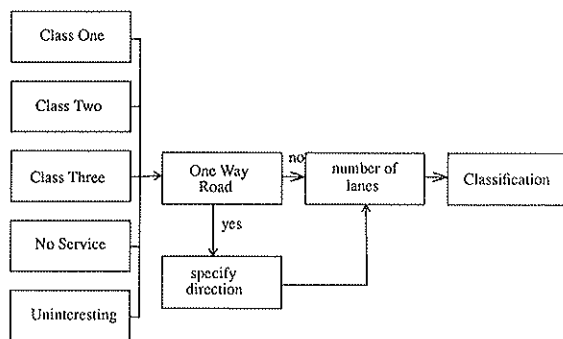 Class One
Class Two
Class Three
No Service
Uninteresting
One Way
Road
no
yes
specify
direction
number of
lanes
Classification